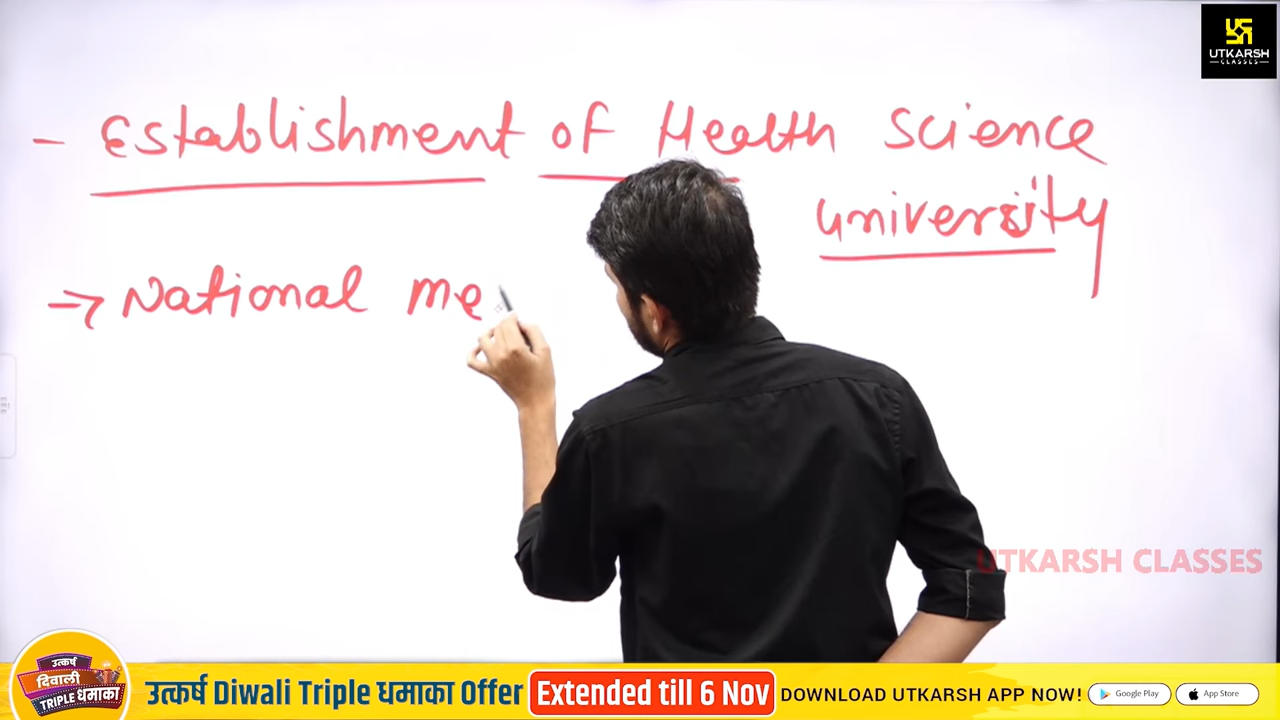 UTKARSH
CLASSES
- Establishment of Health Science
university
→ National me
UTKARSH CLASSES
उत्कर्ष
दिवाली
TRIPLE धमाका
उत्कर्ष Diwali Triple धमाका Offer Extended till 6 Nov DOWNLOAD UTKARSH APP NOW! Google Play App Store